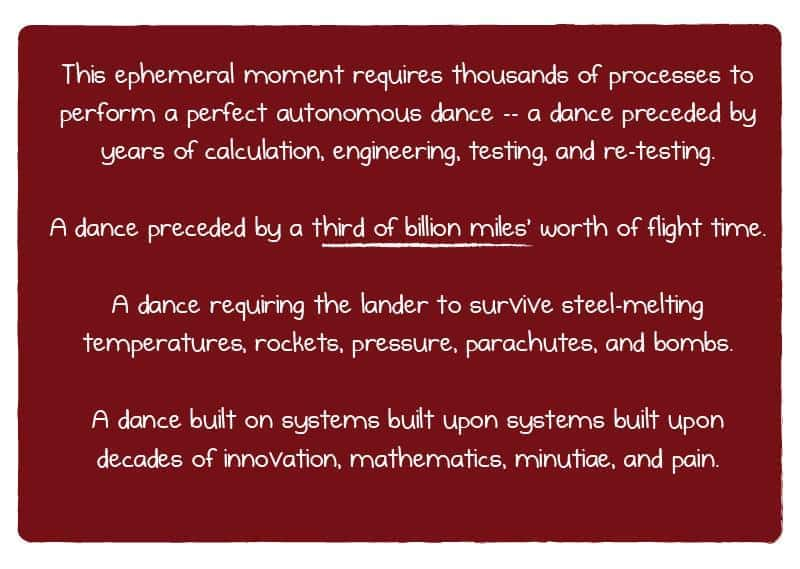 This ephemeral moment requires thousands of processes to
perform a perfect autonomous dance -- a dance preceded by
years of calculation, engineering, testing, and re-testing.
A dance preceded by a third of billion miles' worth of flight time.
A dance requiring the lander to survive steel-melting
temperatures, rockets, pressure, parachutes, and bombs.
A dance built on systems built upon systems built upon
decades of innovation, mathematics, minutiae, and pain.